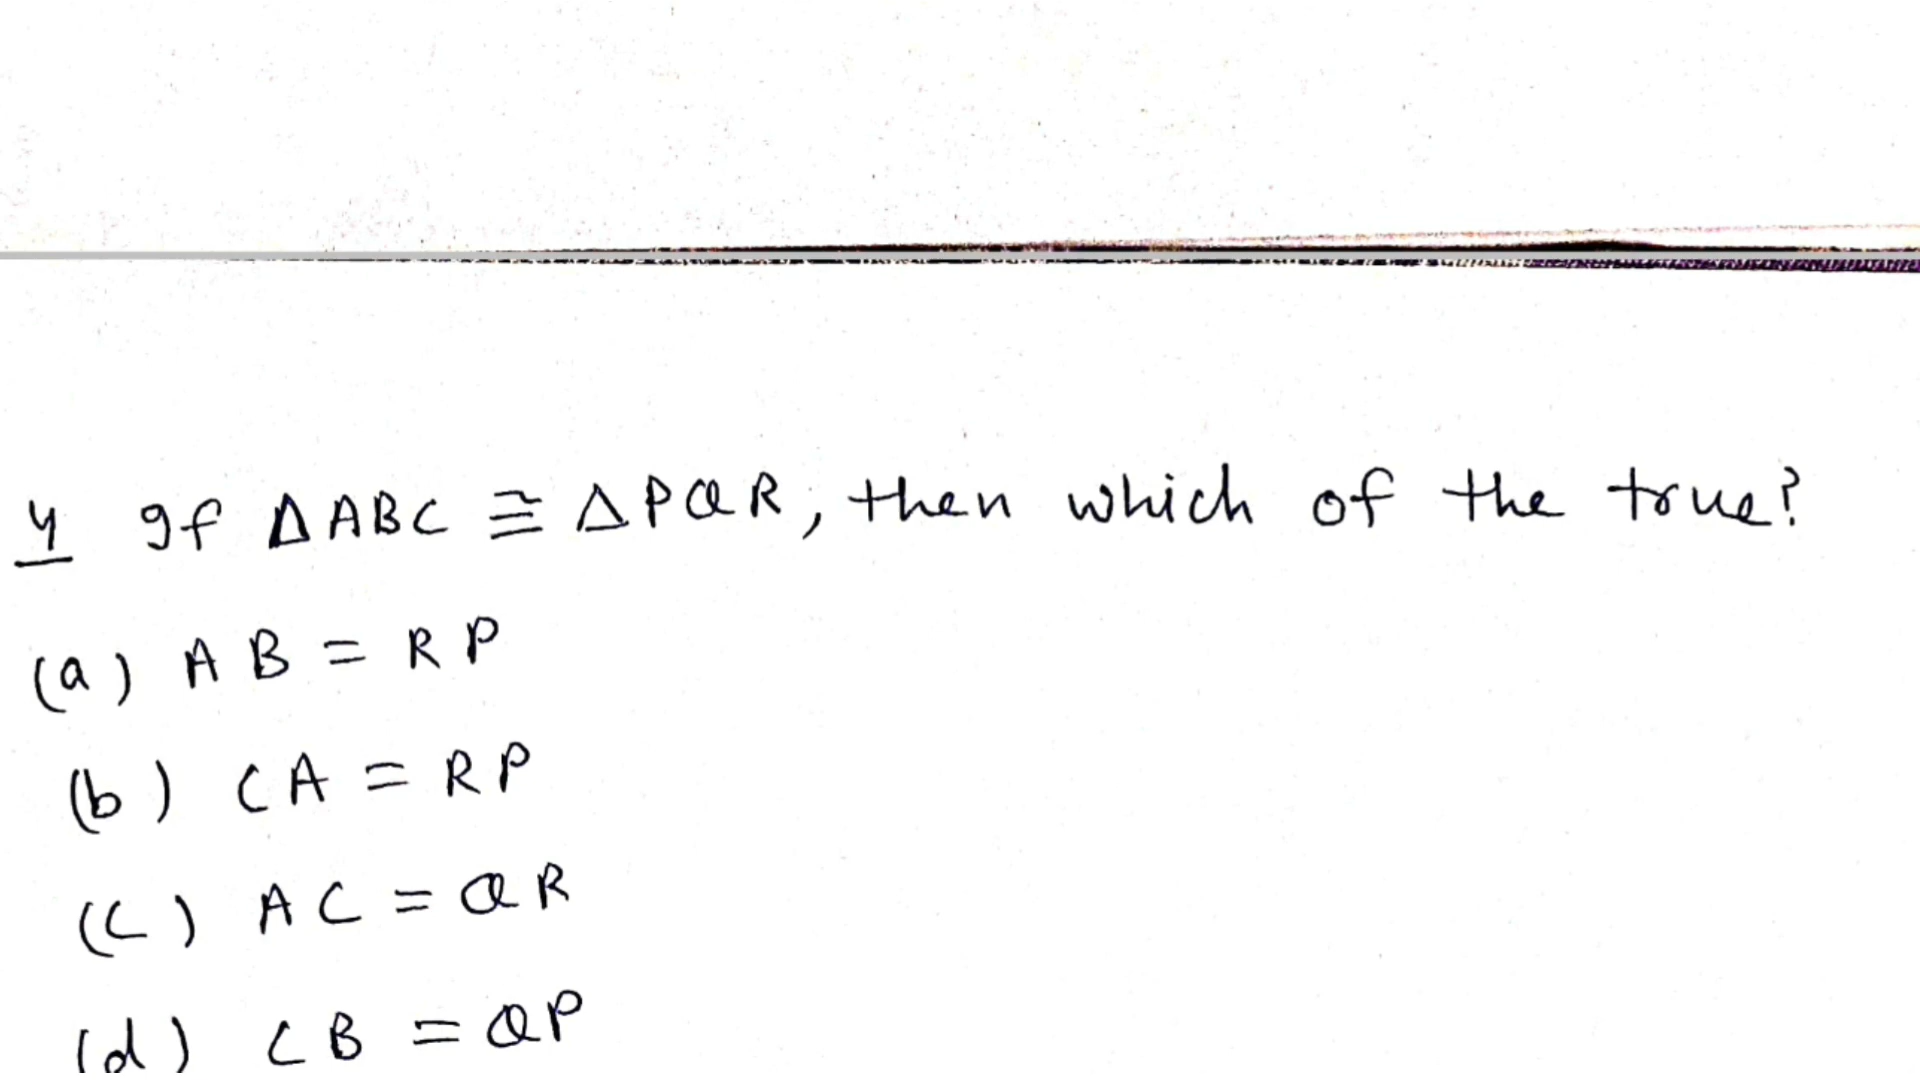 4 If ΔABC ≅ ΔPQR, then which of the true?
(a) AB = RP
(b) CA = RP
(c) AC = QR
(d) CB = QP